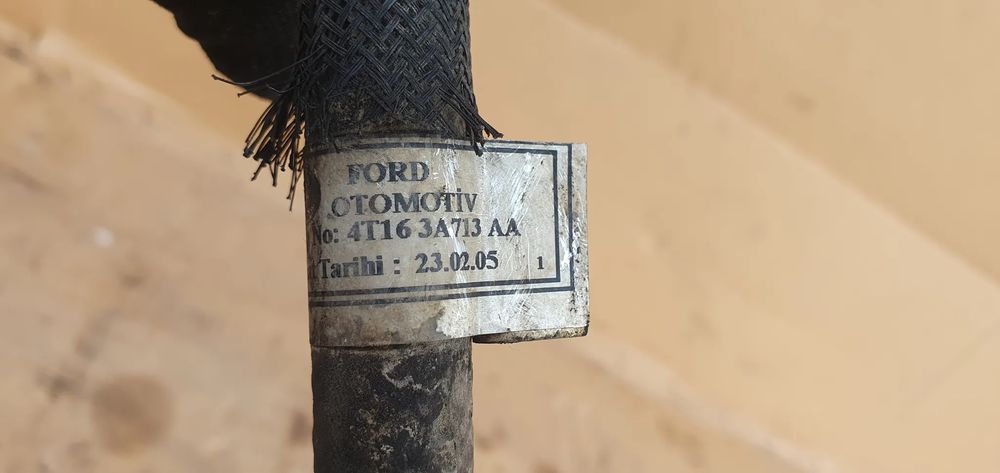 FORD
OTOMOTİV
No: 4T16 3A713 AA
Tarihi : 23.02.05 1